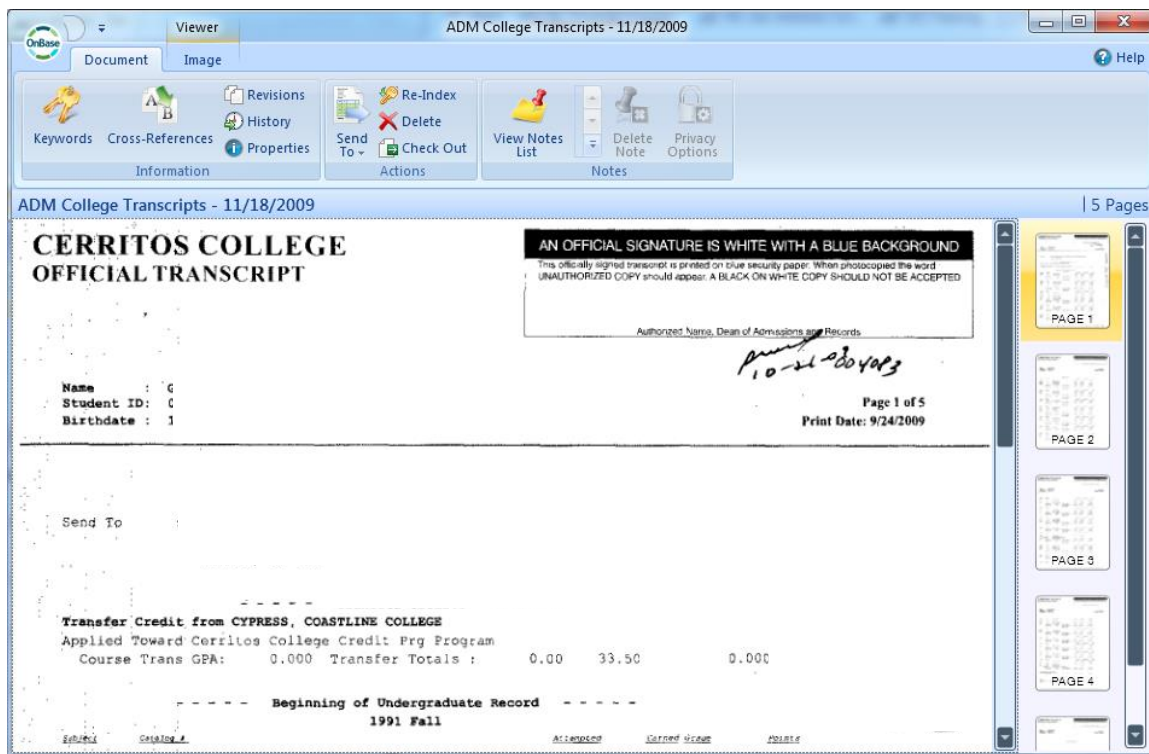 OnBase
Viewer
ADM College Transcripts - 11/18/2009
Document Image
Help
Keywords
Cross-References
Revisions
History
Properties
Information
Send To
Re-Index
Delete
Check Out
Actions
View Notes List
Delete Note
Privacy Options
Notes
ADM College Transcripts - 11/18/2009
5 Pages
CERRITOS COLLEGE
OFFICIAL TRANSCRIPT
AN OFFICIAL SIGNATURE IS WHITE WITH A BLUE BACKGROUND
This officially signed transcript is printed on blue security paper. When photocopied the word
UNAUTHORIZED COPY should appear. A BLACK ON WHITE COPY SHOULD NOT BE ACCEPTED
Authorized Name, Dean of Admissions and Records
Name : G
Student ID: 0
Birthdate : 1
Page 1 of 5
Print Date: 9/24/2009
Send To :
- - - - -
Transfer Credit from CYPRESS, COASTLINE COLLEGE
Applied Toward Cerritos College Credit Prg Program
Course Trans GPA: 0.000 Transfer Totals : 0.00 33.50 0.000
- - - - - Beginning of Undergraduate Record - - - - -
1991 Fall
Subject Catalog # Attempted Earned Grade Points
PAGE 1
PAGE 2
PAGE 3
PAGE 4